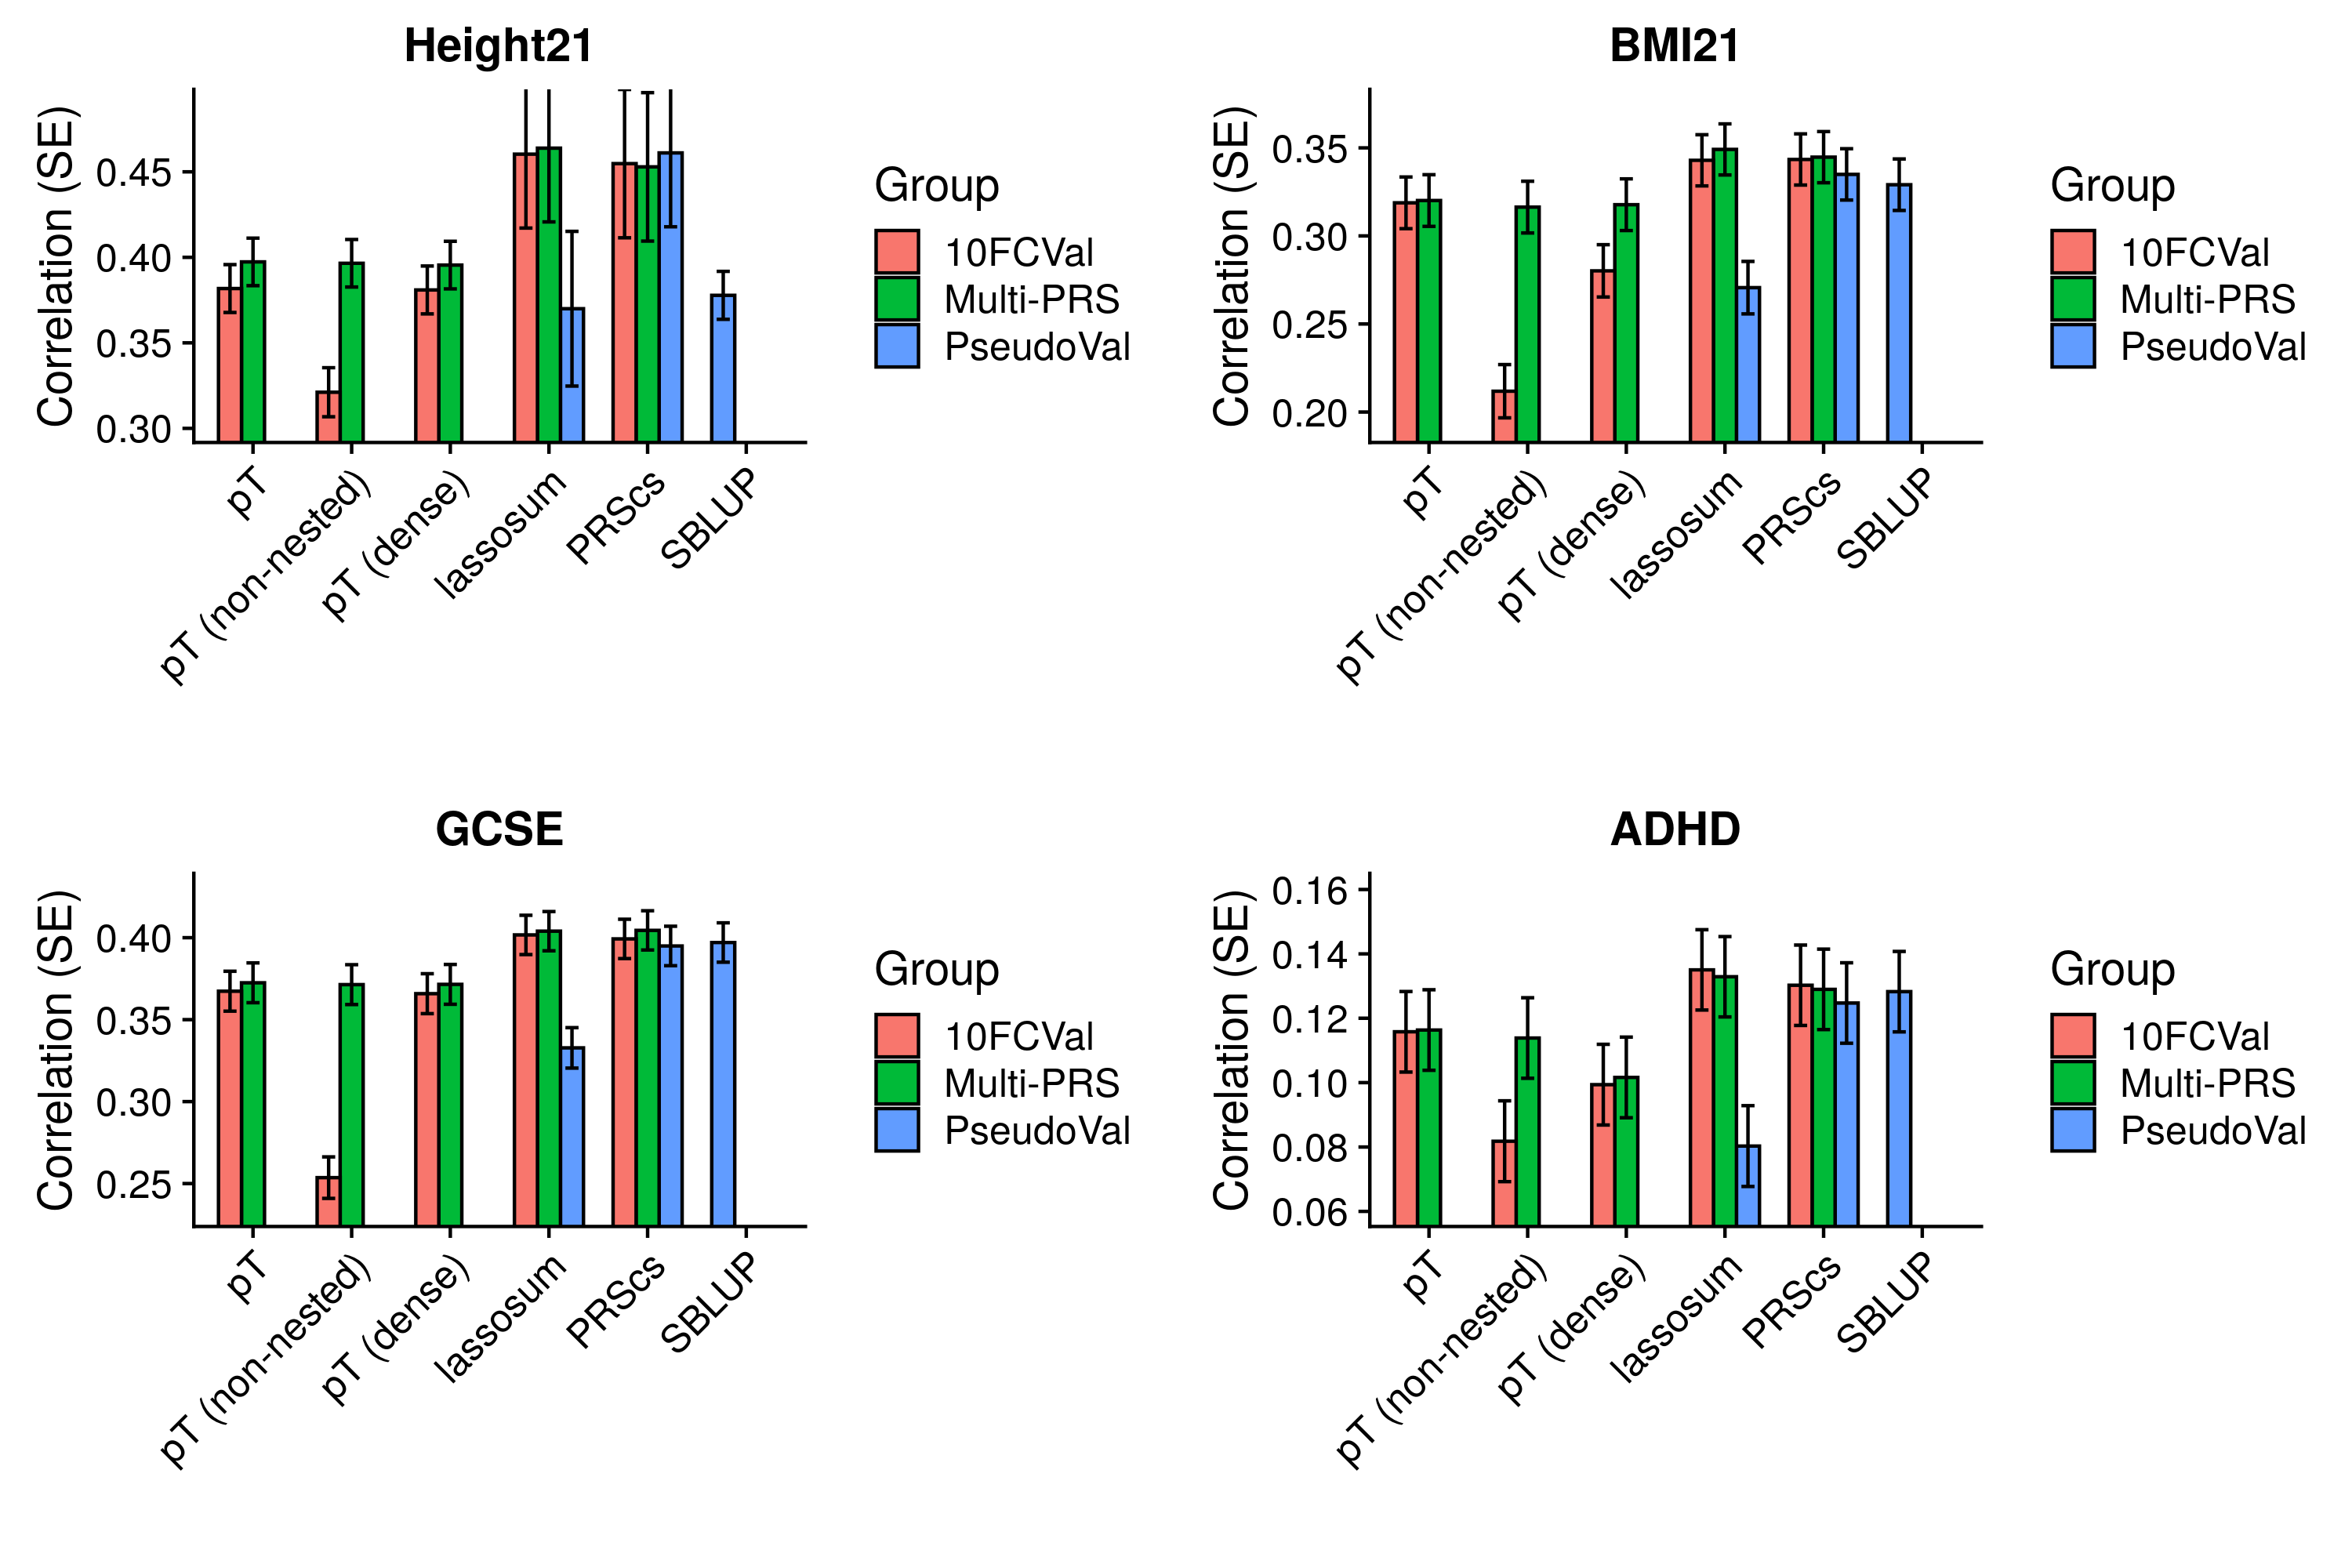 Height21
Correlation (SE)
0.45
0.40
0.35
0.30
pT
pT (non-nested)
pT (dense)
lassosum
PRScs
SBLUP
Group
10FCVal
Multi-PRS
PseudoVal
BMI21
Correlation (SE)
0.35
0.30
0.25
0.20
pT
pT (non-nested)
pT (dense)
lassosum
PRScs
SBLUP
Group
10FCVal
Multi-PRS
PseudoVal
GCSE
Correlation (SE)
0.40
0.35
0.30
0.25
pT
pT (non-nested)
pT (dense)
lassosum
PRScs
SBLUP
Group
10FCVal
Multi-PRS
PseudoVal
ADHD
Correlation (SE)
0.16
0.14
0.12
0.10
0.08
0.06
pT
pT (non-nested)
pT (dense)
lassosum
PRScs
SBLUP
Group
10FCVal
Multi-PRS
PseudoVal